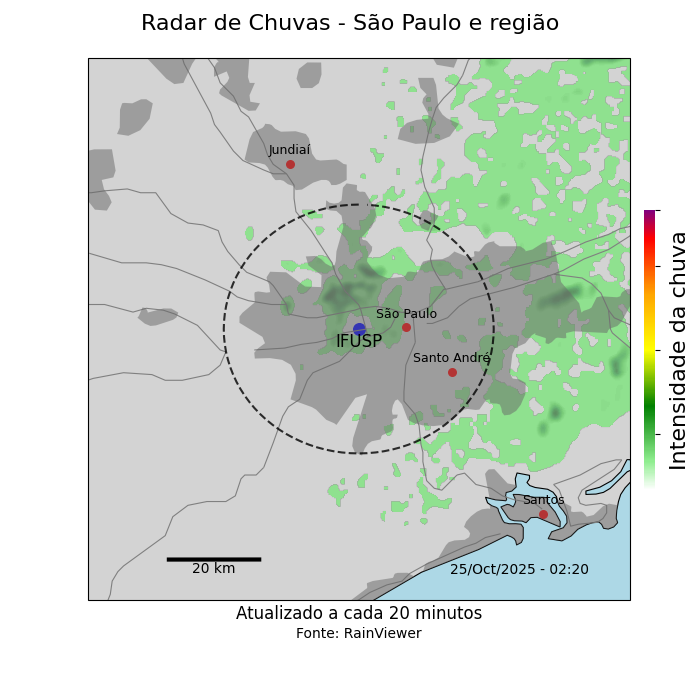 Radar de Chuvas - São Paulo e região
Jundiaí
São Paulo
IFUSP
Santo André
Intensidade da chuva
Santos
20 km
25/Oct/2025 - 02:20
Atualizado a cada 20 minutos
Fonte: RainViewer